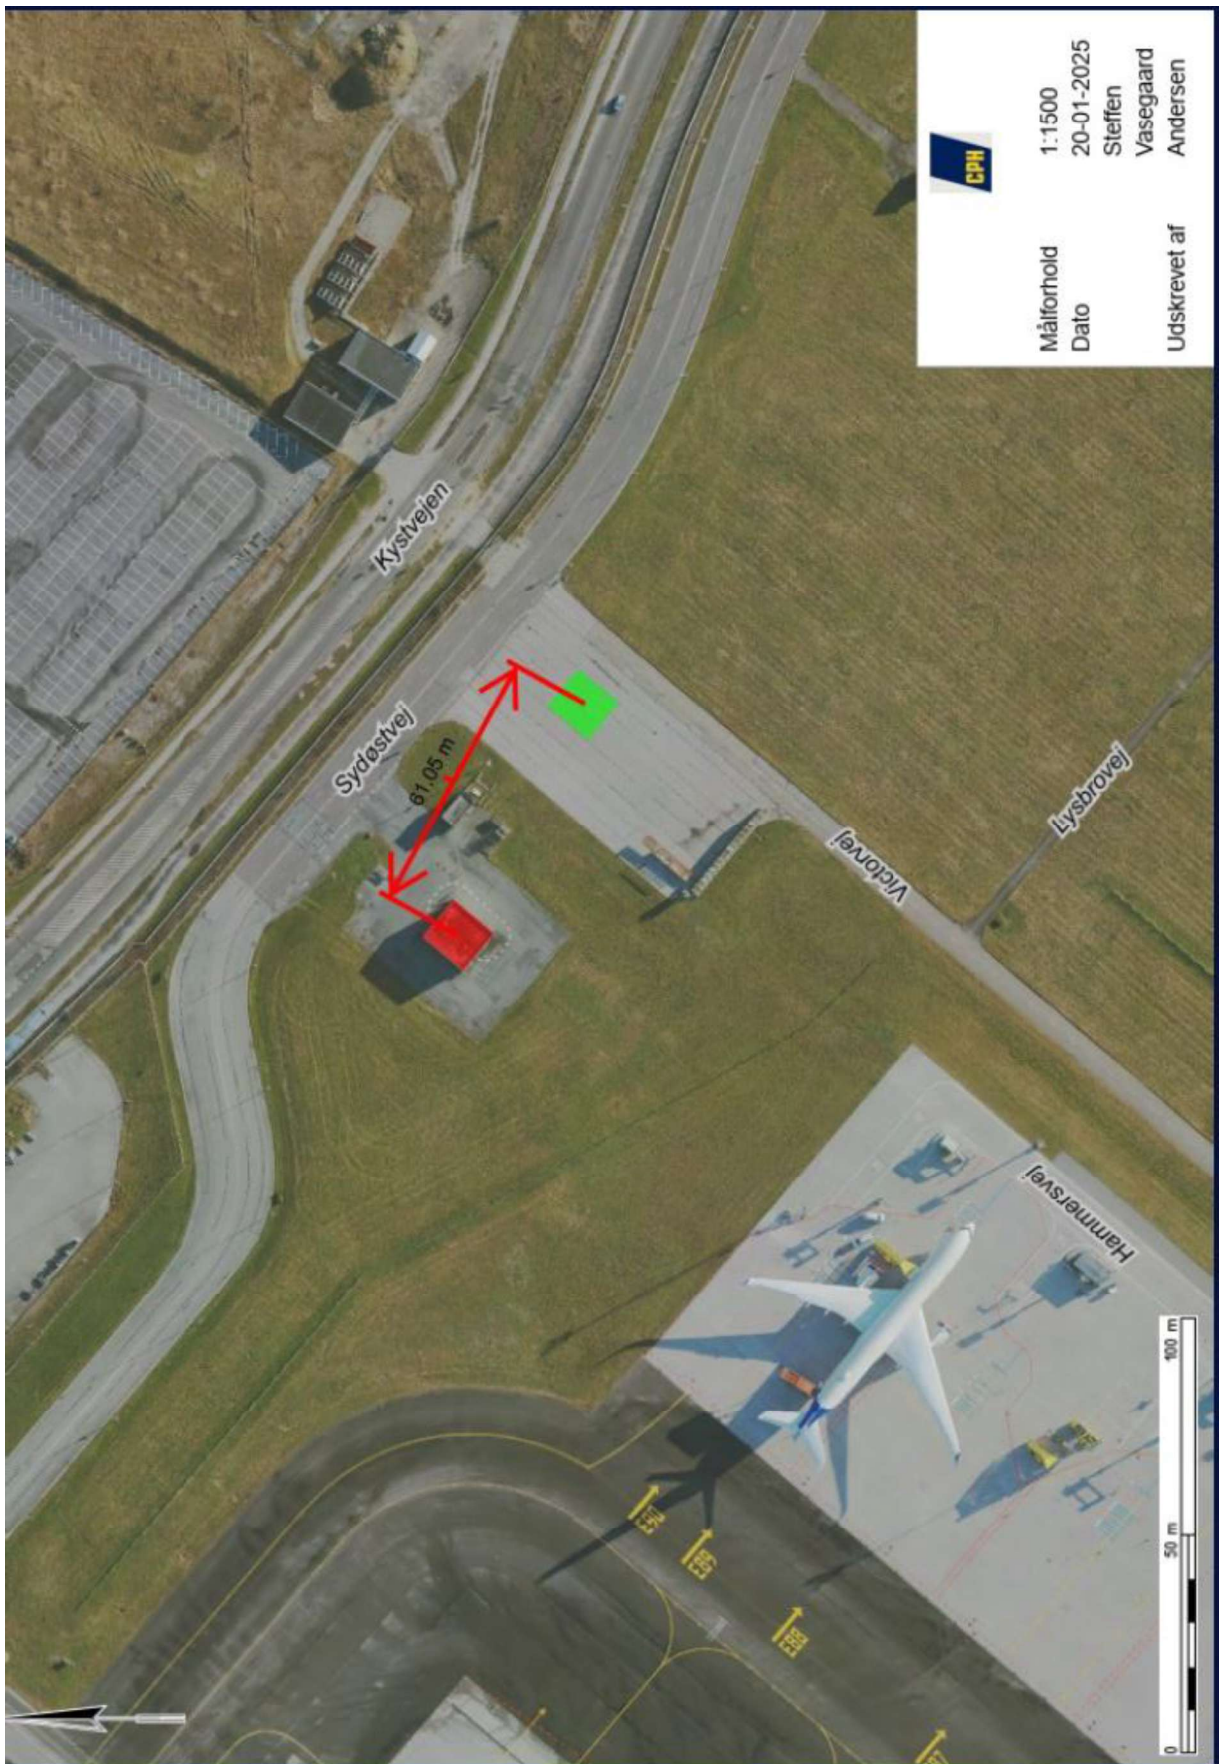 CPH
Målforhold 1:1500
Dato 20-01-2025
Steffen
Vasegaard
Udskrevet af Andersen
Kystvejen
Sydøstvej
61.05 m
Victorvej
Lysbrovej
Hammersvej
0 50 m 100 m